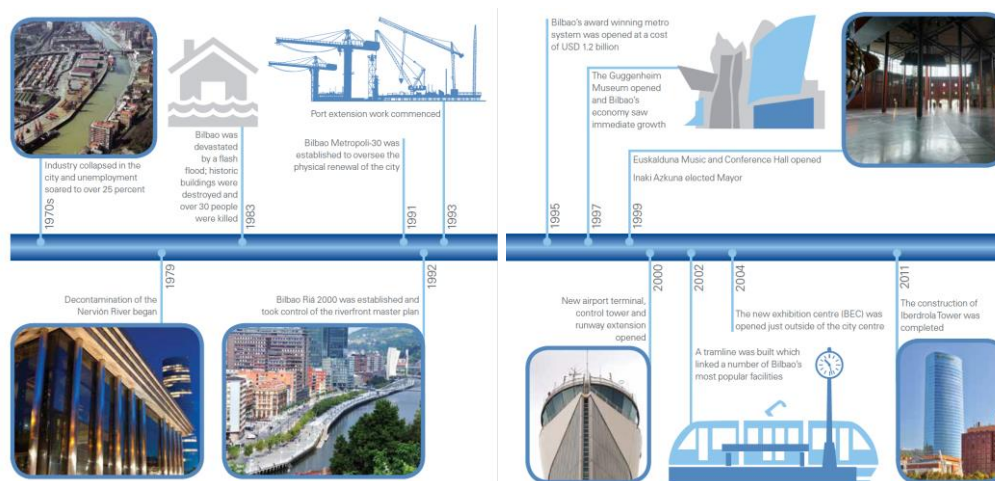 Industry collapsed in the
city and unemployment
soared to over 25 percent
1970s
Decontamination of the
Nervión River began
1979
Bilbao was
devastated
by a flash
flood; historic
buildings were
destroyed and
over 30 people
were killed
1983
Bilbao Metropoli-30 was
established to oversee the
physical renewal of the city
1991
Bilbao Riá 2000 was established and
took control of the riverfront master plan
1992
Port extension work commenced
1993
Bilbao's award winning metro
system was opened at a cost
of USD 1.2 billion
1995
The Guggenheim
Museum opened
and Bilbao's
economy saw
immediate growth
1997
Euskalduna Music and Conference Hall opened
Inaki Azkuna elected Mayor
1999
New airport terminal,
control tower and
runway extension
opened
2000
A tramline was built which
linked a number of Bilbao's
most popular facilities
2002
The new exhibition centre (BEC) was
opened just outside of the city centre
2004
The construction of
Iberdrola Tower was
completed
2011